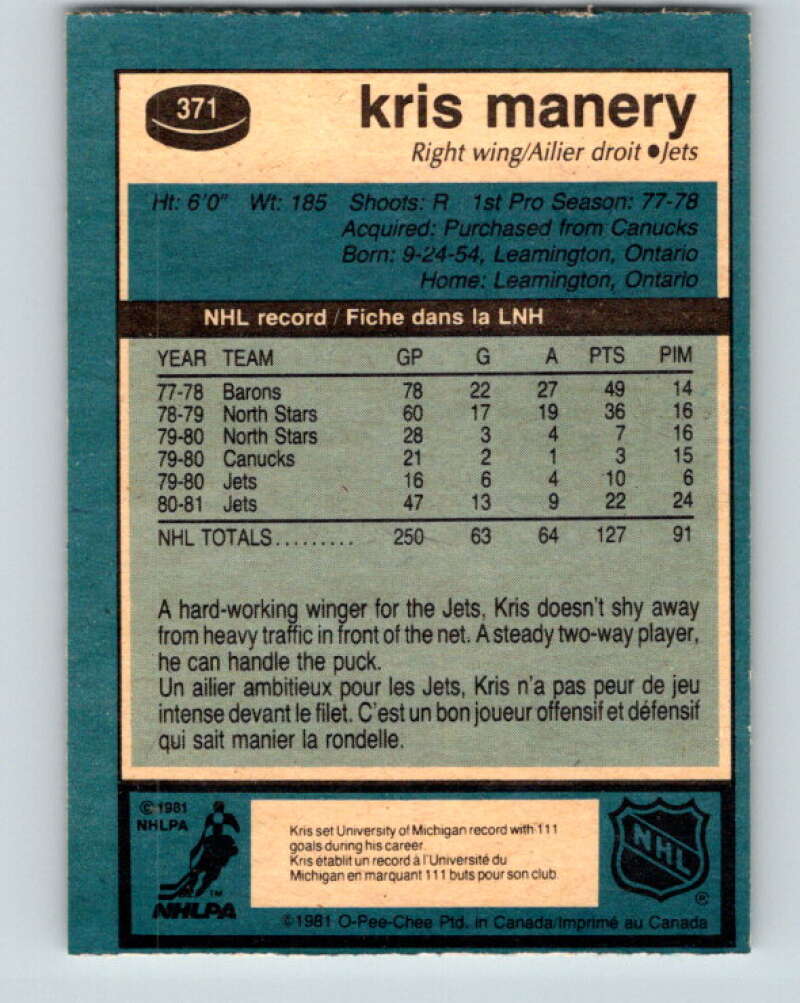 371
kris manery
Right wing/Ailier droit ● Jets
Ht: 6'0" Wt: 185 Shoots: R 1st Pro Season: 77-78
Acquired: Purchased from Canucks
Born: 9-24-54, Leamington, Ontario
Home: Leamington, Ontario
NHL record / Fiche dans la LNH
YEAR TEAM GP G A PTS PIM
77-78 Barons 78 22 27 49 14
78-79 North Stars 60 17 19 36 16
79-80 North Stars 28 3 4 7 16
79-80 Canucks 21 2 1 3 15
79-80 Jets 16 6 4 10 6
80-81 Jets 47 13 9 22 24
NHL TOTALS......... 250 63 64 127 91
A hard-working winger for the Jets, Kris doesn't shy away
from heavy traffic in front of the net. A steady two-way player,
he can handle the puck.
Un ailier ambitieux pour les Jets, Kris n'a pas peur de jeu
intense devant le filet. C'est un bon joueur offensif et défensif
qui sait manier la rondelle.
© 1981
NHLPA
TM
NHLPA
Kris set University of Michigan record with 111
goals during his career.
Kris établit un record à l'Université du
Michigan en marquant 111 buts pour son club.
NHL
®
©1981 O-Pee-Chee Ptd. in Canada/Imprimé au Canada